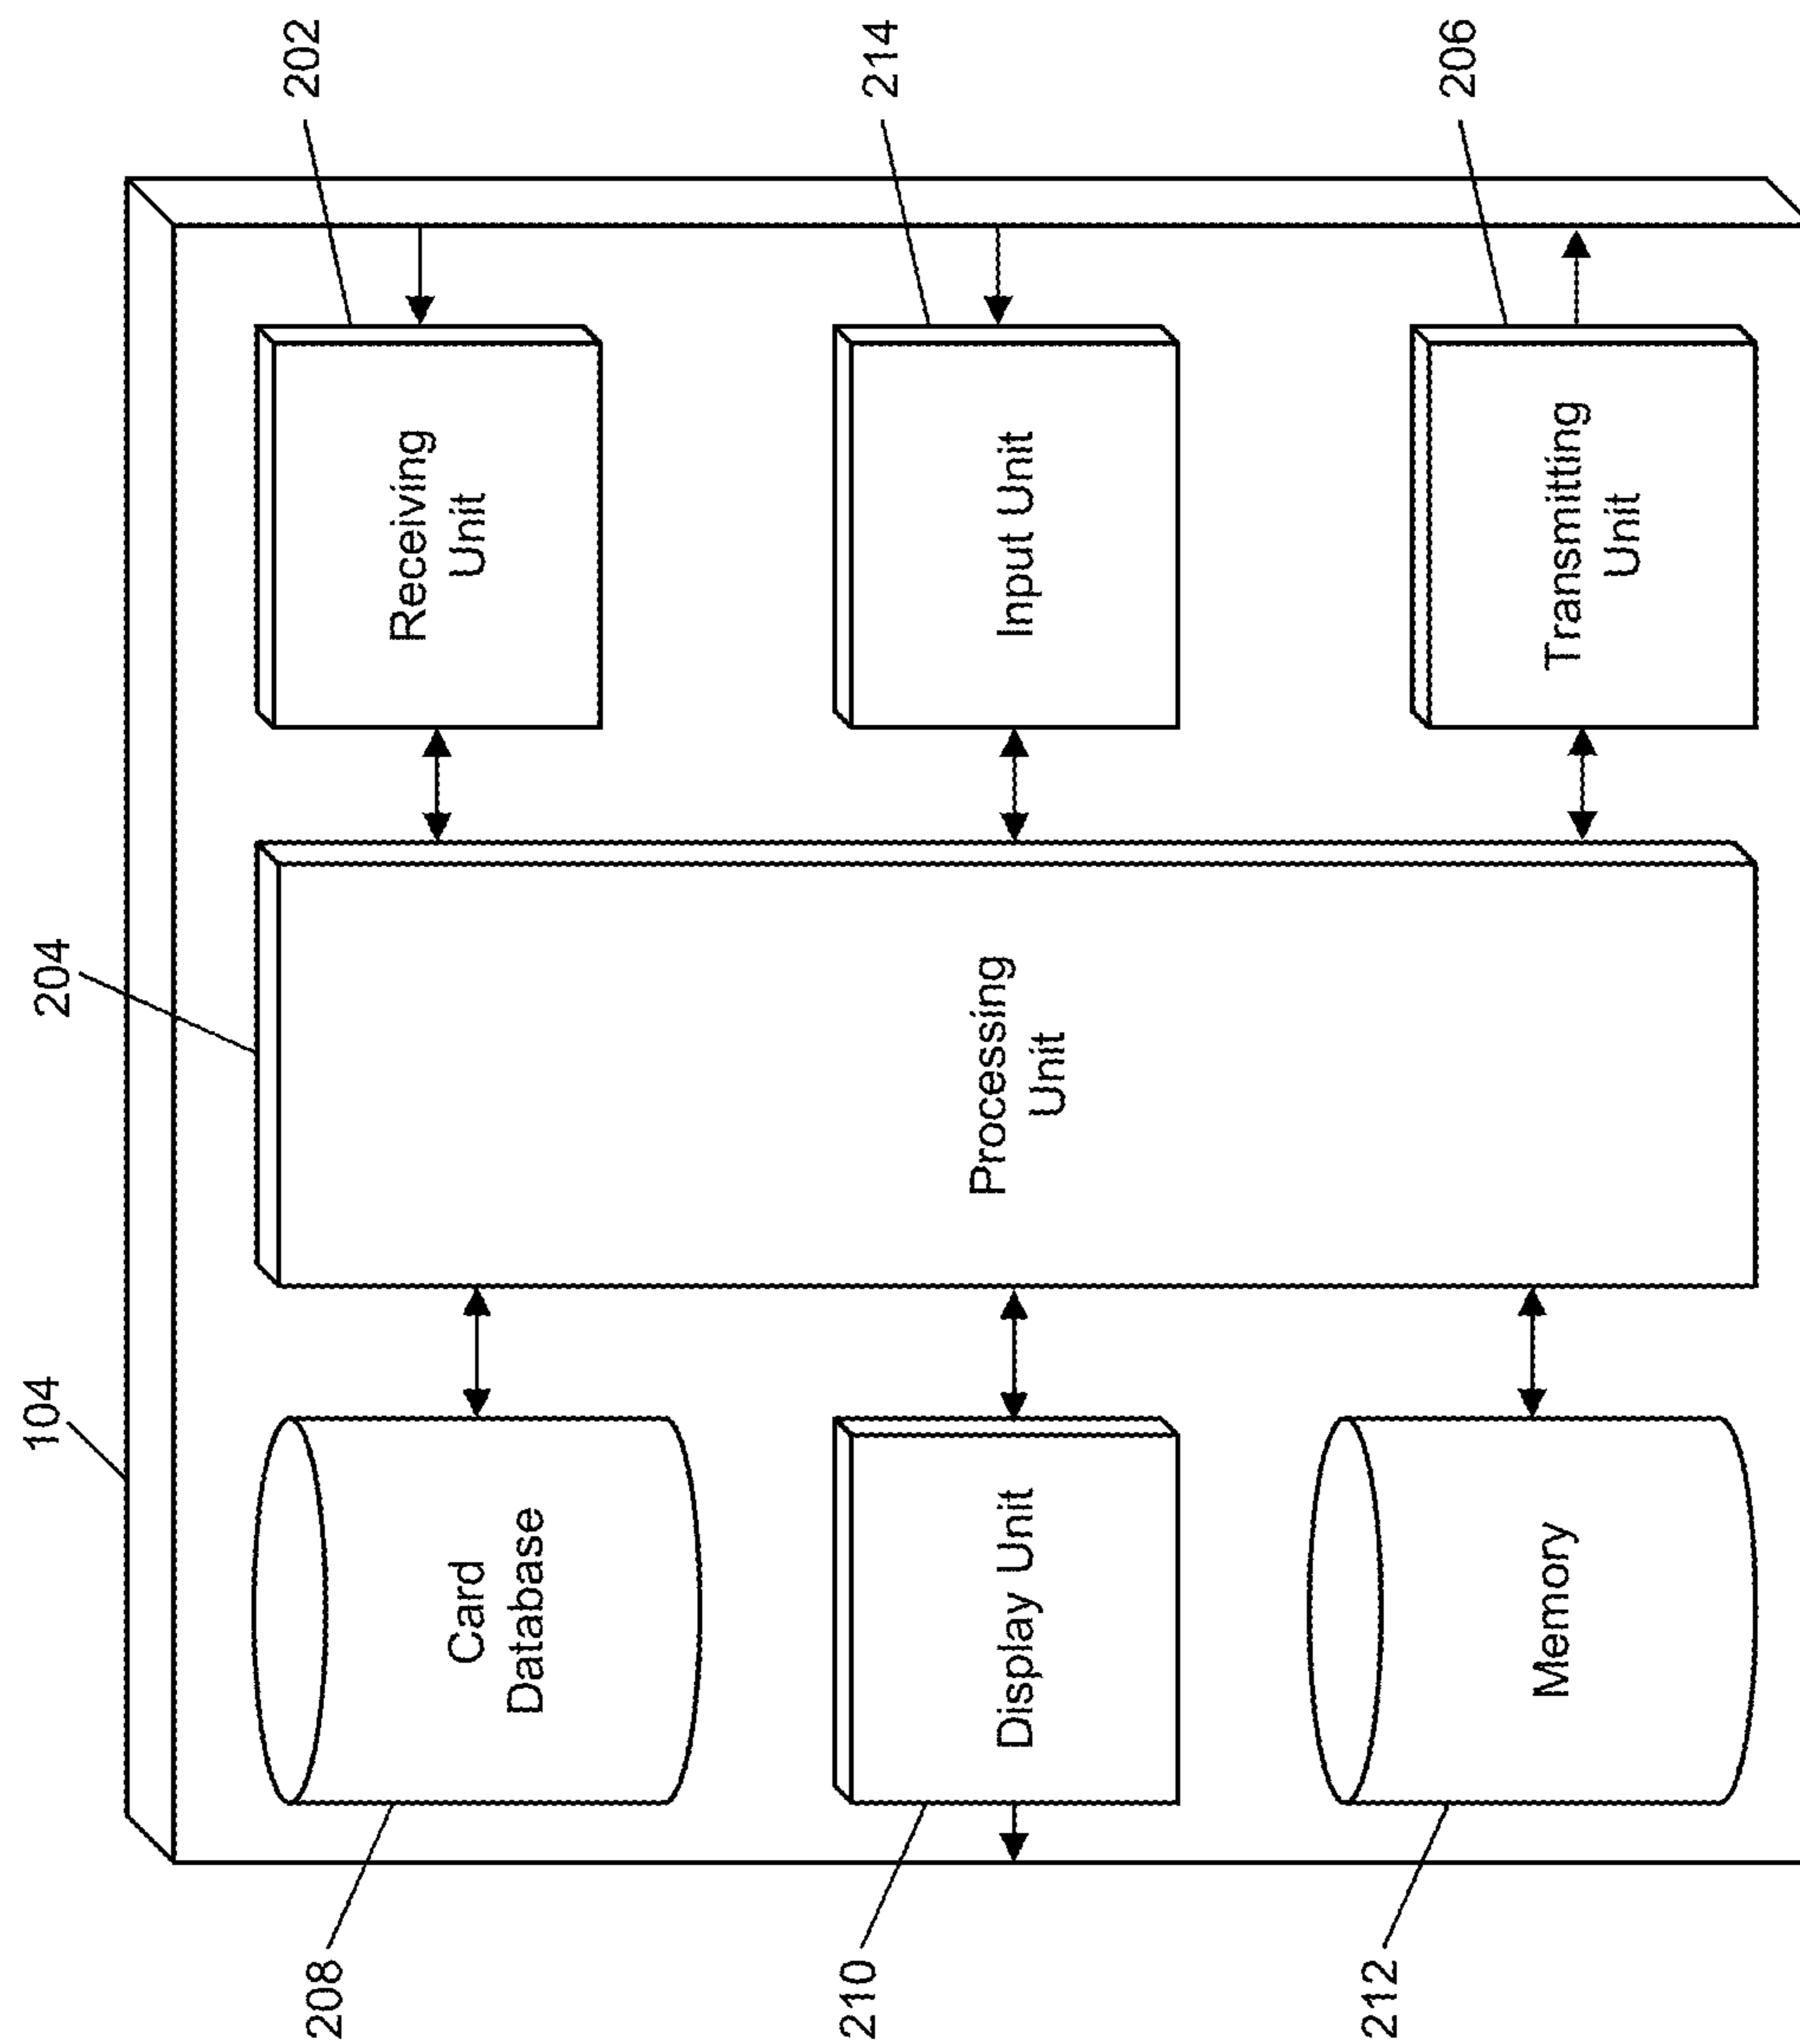 104
204
208
202
Card
Database
Receiving
Unit
210
214
Display Unit
Processing
Unit
Input Unit
212
206
Memory
Transmitting
Unit